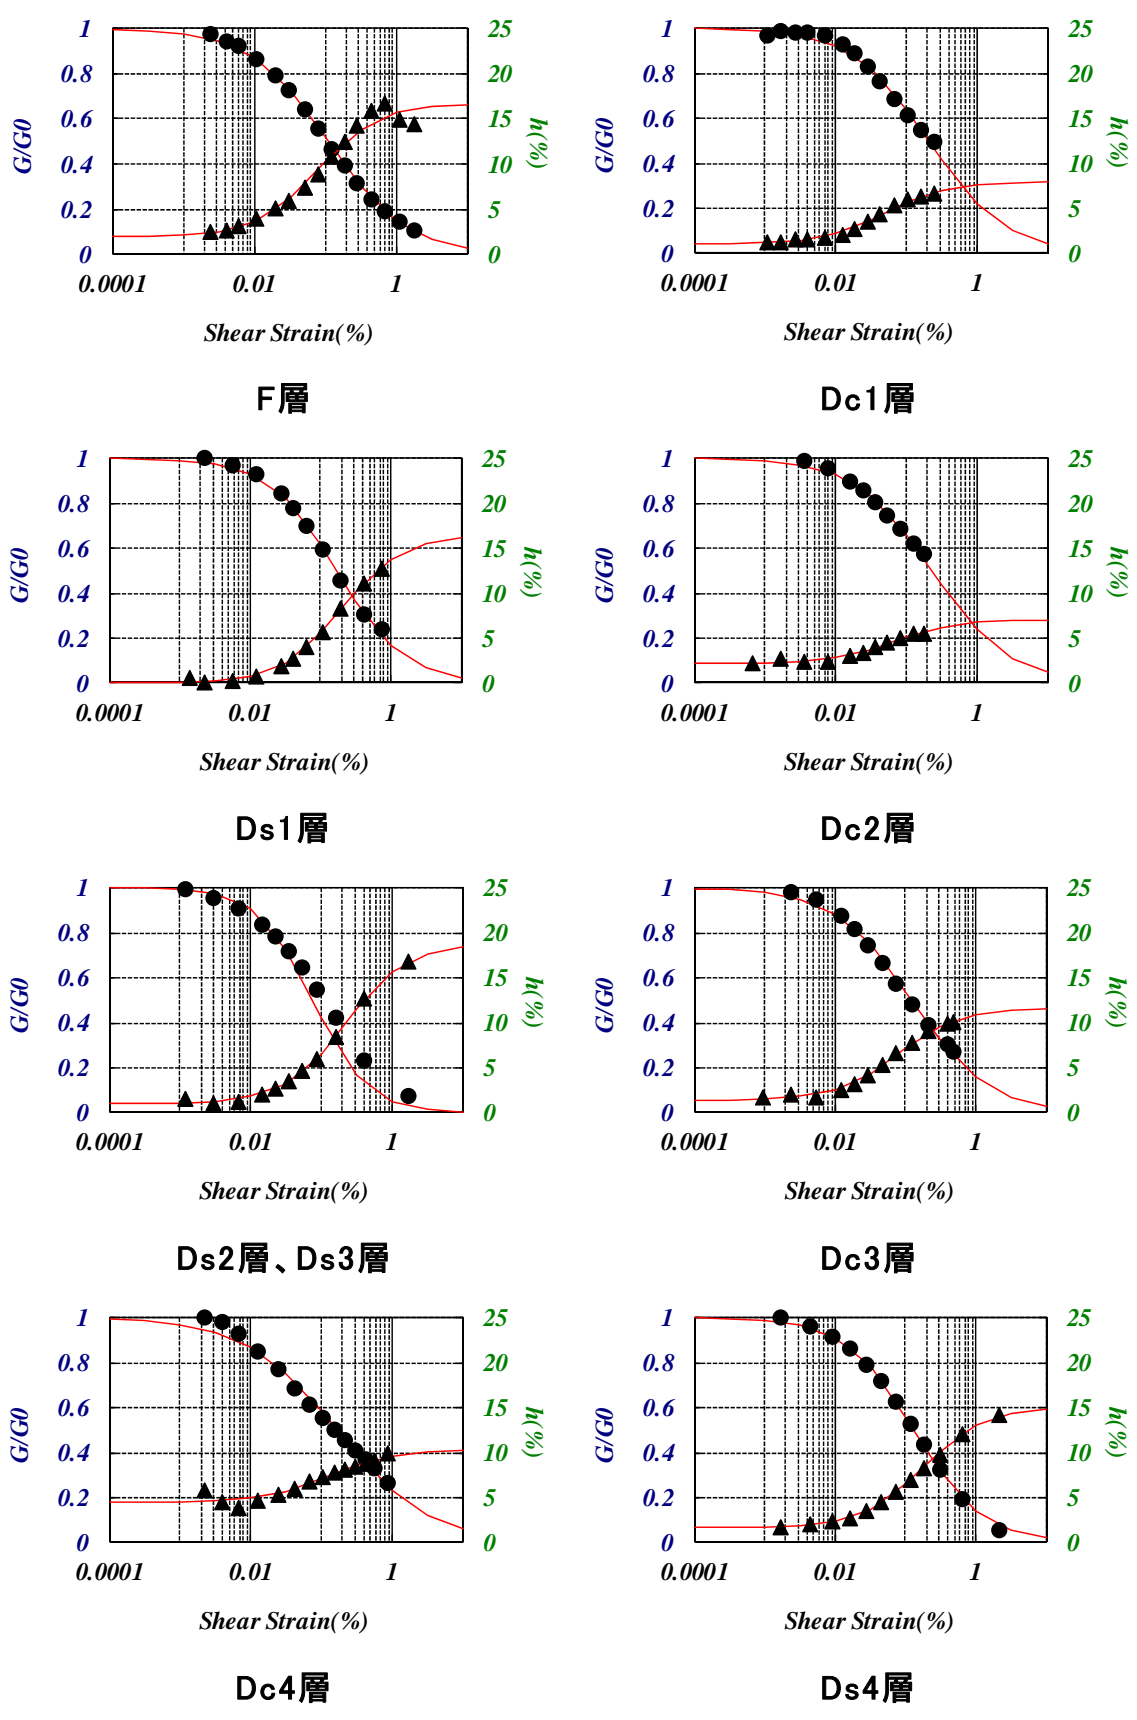 1 0.8 0.6 0.4 0.2 0
G/G0
25 20 15 10 5 0
h(%)
0.0001 0.01 1
Shear Strain(%)
F層
1 0.8 0.6 0.4 0.2 0
G/G0
25 20 15 10 5 0
h(%)
0.0001 0.01 1
Shear Strain(%)
Dc1層
1 0.8 0.6 0.4 0.2 0
G/G0
25 20 15 10 5 0
h(%)
0.0001 0.01 1
Shear Strain(%)
Ds1層
1 0.8 0.6 0.4 0.2 0
G/G0
25 20 15 10 5 0
h(%)
0.0001 0.01 1
Shear Strain(%)
Dc2層
1 0.8 0.6 0.4 0.2 0
G/G0
25 20 15 10 5 0
h(%)
0.0001 0.01 1
Shear Strain(%)
Ds2層、Ds3層
1 0.8 0.6 0.4 0.2 0
G/G0
25 20 15 10 5 0
h(%)
0.0001 0.01 1
Shear Strain(%)
Dc3層
1 0.8 0.6 0.4 0.2 0
G/G0
25 20 15 10 5 0
h(%)
0.0001 0.01 1
Shear Strain(%)
Dc4層
1 0.8 0.6 0.4 0.2 0
G/G0
25 20 15 10 5 0
h(%)
0.0001 0.01 1
Shear Strain(%)
Ds4層